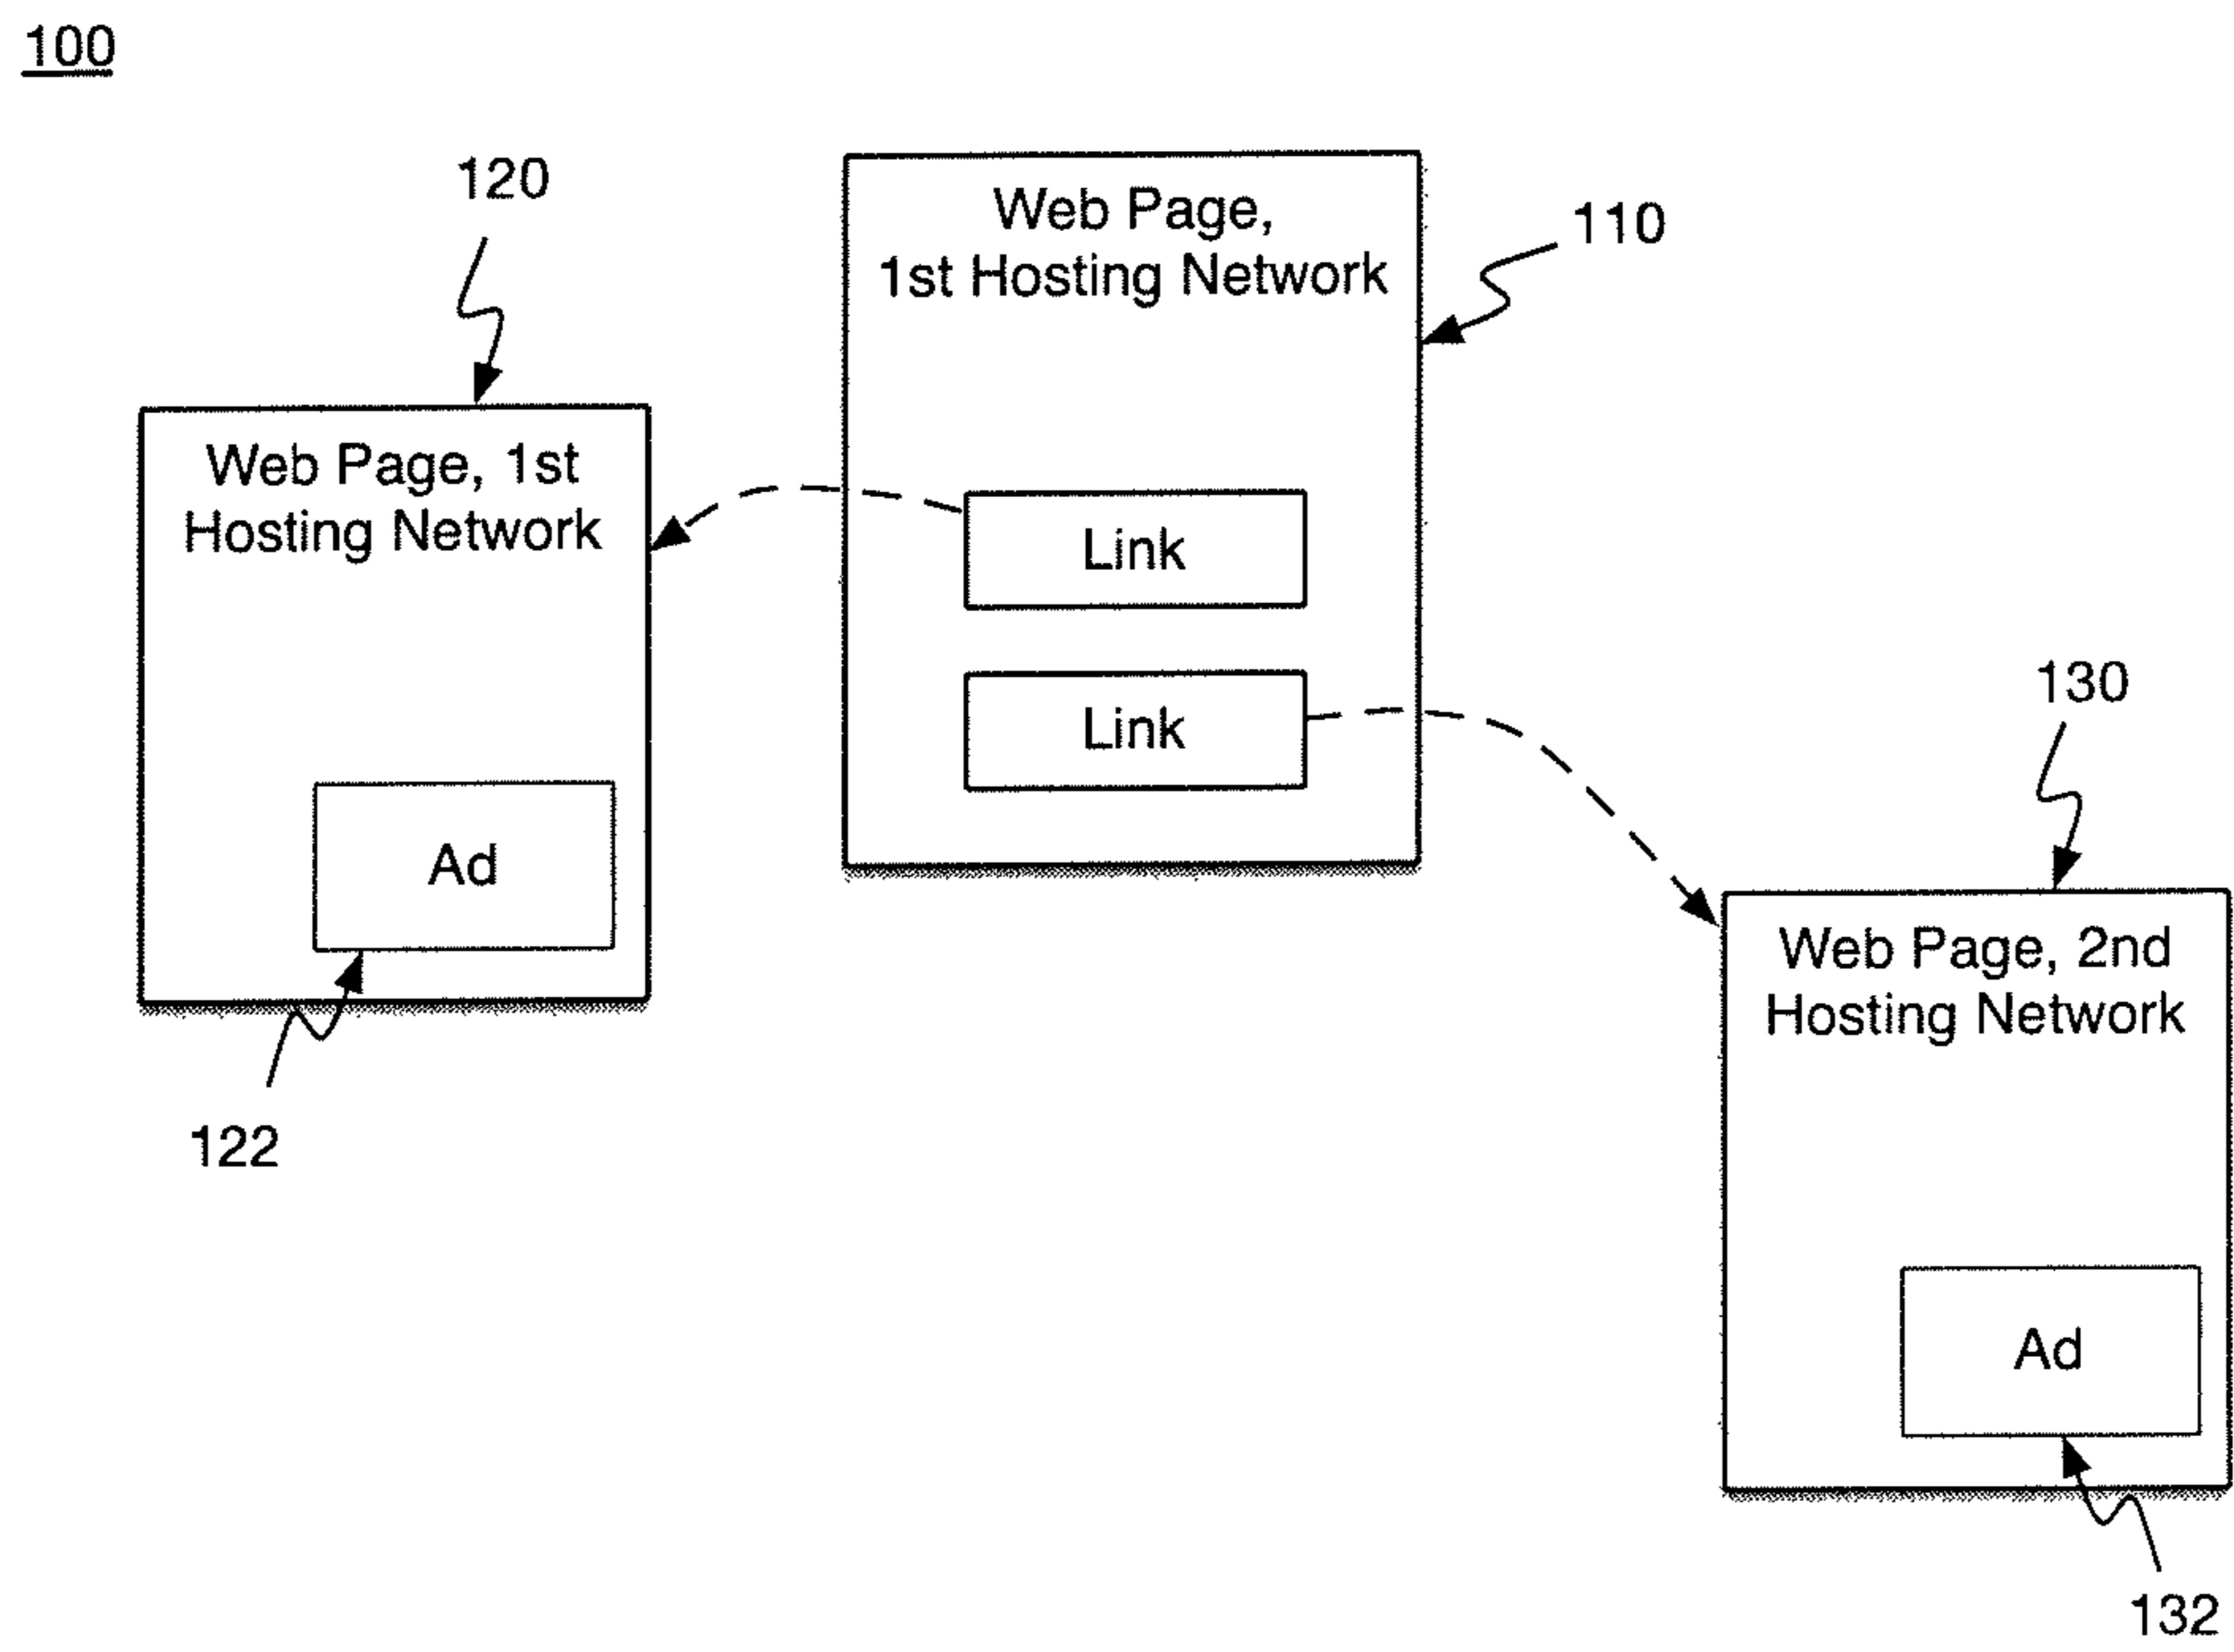 100
120
Web Page,
1st Hosting Network
110
Web Page, 1st
Hosting Network
Link
Link
130
Ad
Web Page, 2nd
Hosting Network
122
Ad
132